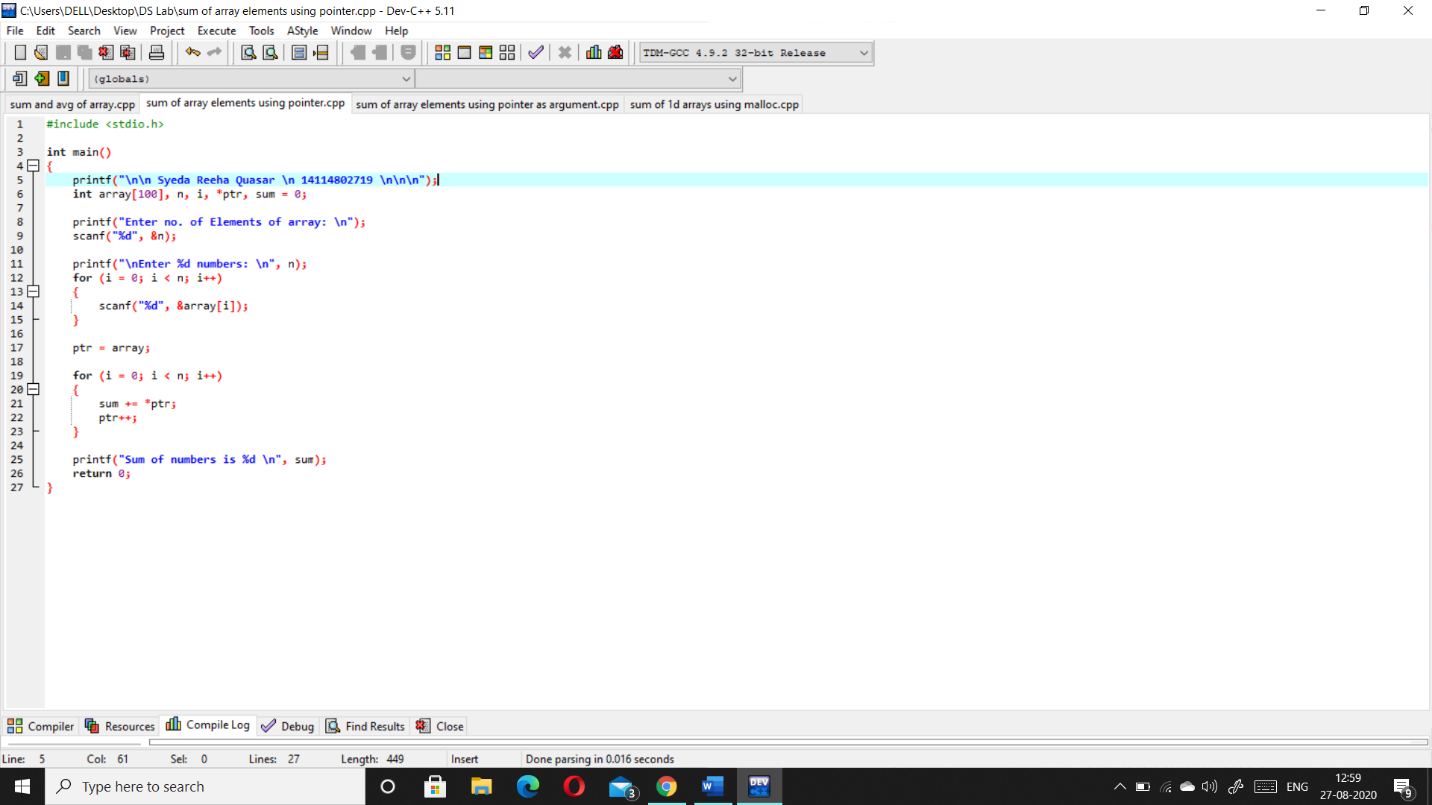 C:\Users\DELL\Desktop\DS Lab\sum of array elements using pointer.cpp - Dev-C++ 5.11
File Edit Search View Project Execute Tools AStyle Window Help
TDM-GCC 4.9.2 32-bit Release
(globals)
sum and avg of array.cpp sum of array elements using pointer.cpp sum of array elements using pointer as argument.cpp sum of 1d arrays using malloc.cpp
1 #include <stdio.h>
2
3 int main()
4 {
5 printf("\n\n Syeda Reeha Quasar \n 14114802719 \n\n\n");
6 int array[100], n, i, *ptr, sum = 0;
7
8 printf("Enter no. of Elements of array: \n");
9 scanf("%d", &n);
10
11 printf("\nEnter %d numbers: \n", n);
12 for (i = 0; i < n; i++)
13 {
14 scanf("%d", &array[i]);
15 }
16
17 ptr = array;
18
19 for (i = 0; i < n; i++)
20 {
21 sum += *ptr;
22 ptr++;
23 }
24
25 printf("Sum of numbers is %d \n", sum);
26 return 0;
27 }
Compiler Resources Compile Log Debug Find Results Close
Line: 5 Col: 61 Sel: 0 Lines: 27 Length: 449 Insert Done parsing in 0.016 seconds
Type here to search
3
W
DEV
ENG
12:59
27-08-2020
9